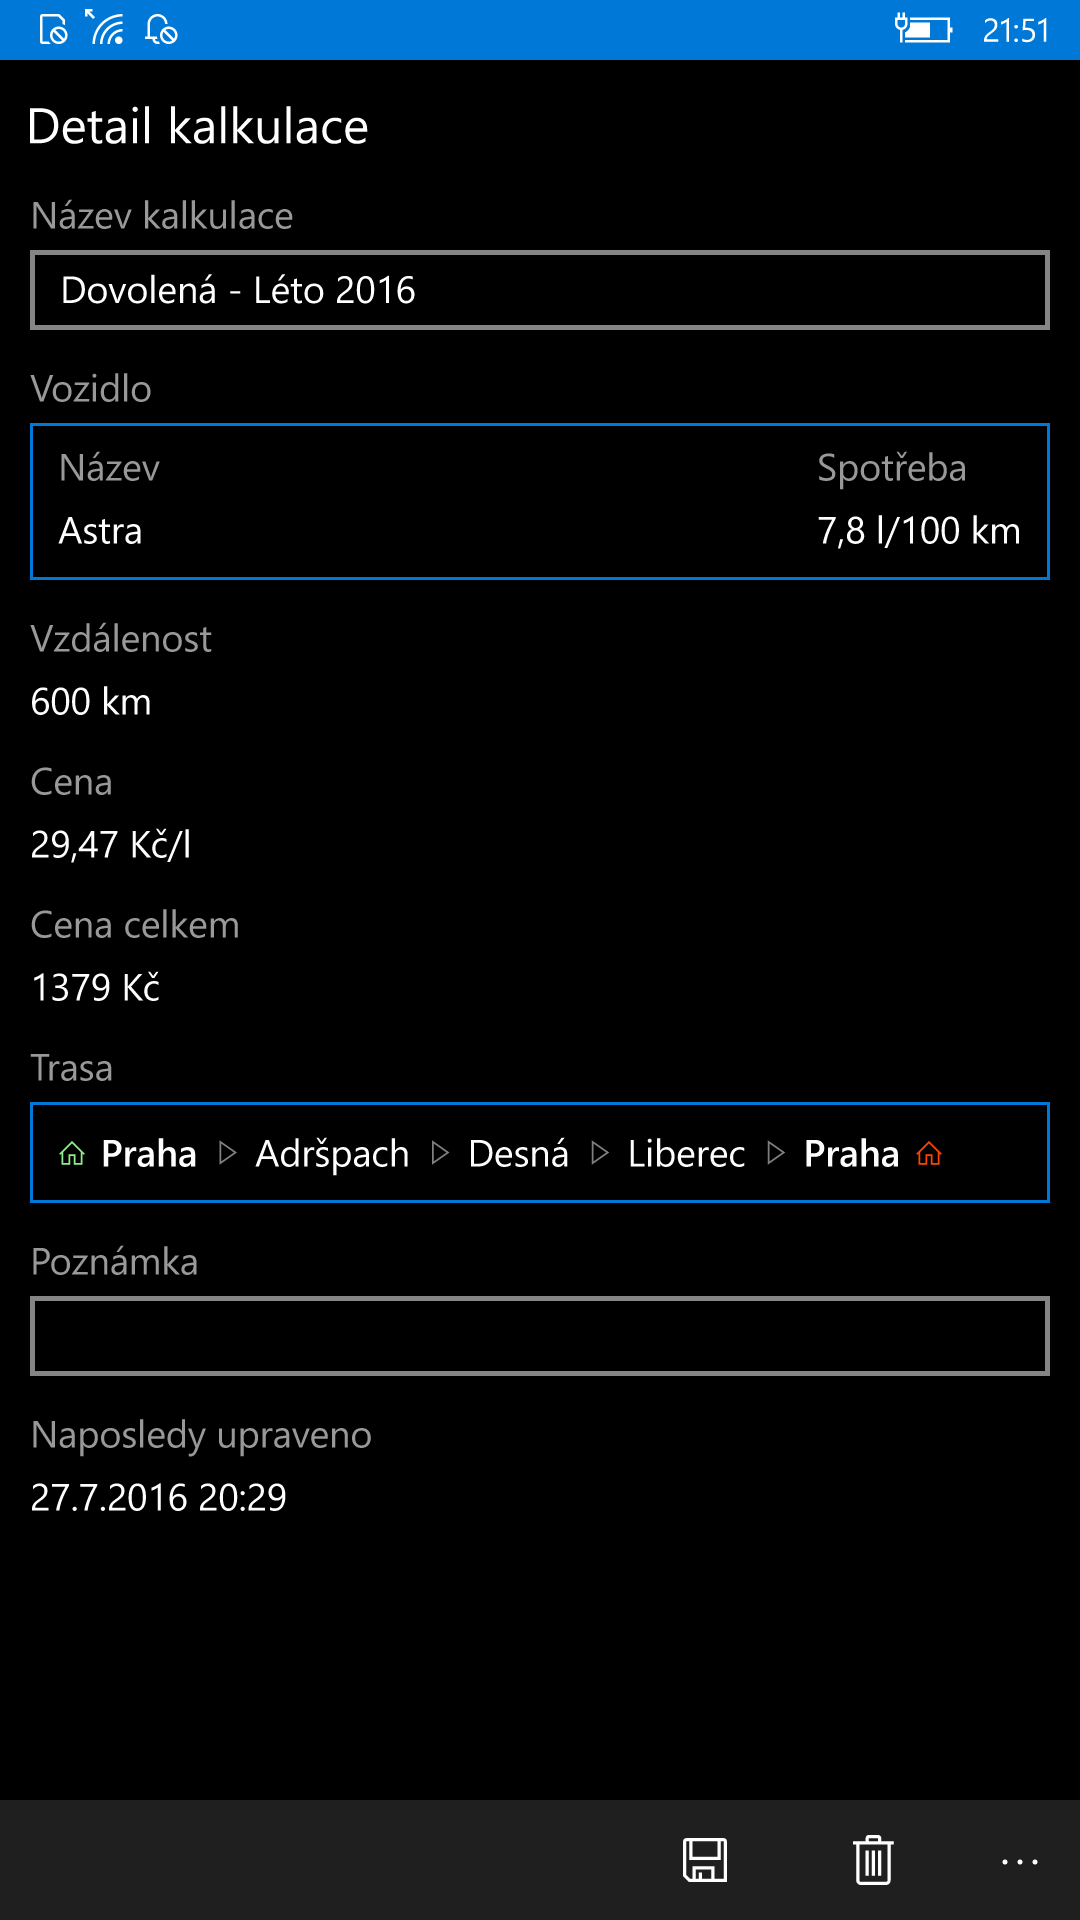 21:51
Detail kalkulace
Název kalkulace
Dovolená - Léto 2016
Vozidlo
Název Spotřeba
Astra 7,8 l/100 km
Vzdálenost
600 km
Cena
29,47 Kč/l
Cena celkem
1379 Kč
Trasa
Praha Adršpach Desná Liberec Praha
Poznámka
Naposledy upraveno
27.7.2016 20:29